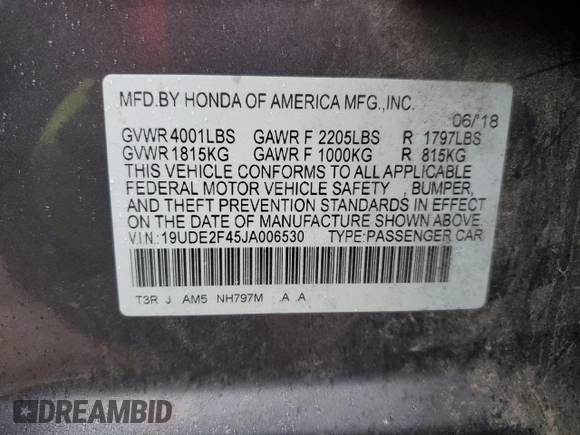 MFD.BY HONDA OF AMERICA MFG.,INC.
06/18
GVWR 4001LBS GAWR F 2205LBS R 1797LBS
GVWR 1815KG GAWR F 1000KG R 815KG
THIS VEHICLE CONFORMS TO ALL APPLICABLE
FEDERAL MOTOR VEHICLE SAFETY , BUMPER,
AND THEFT PREVENTION STANDARDS IN EFFECT
ON THE DATE OF MANUFACTURE SHOWN ABOVE.
V.I.N.:19UDE2F45JA006530 TYPE:PASSENGER CAR
T3R J AM5 NH797M .A .A
DREAMBID